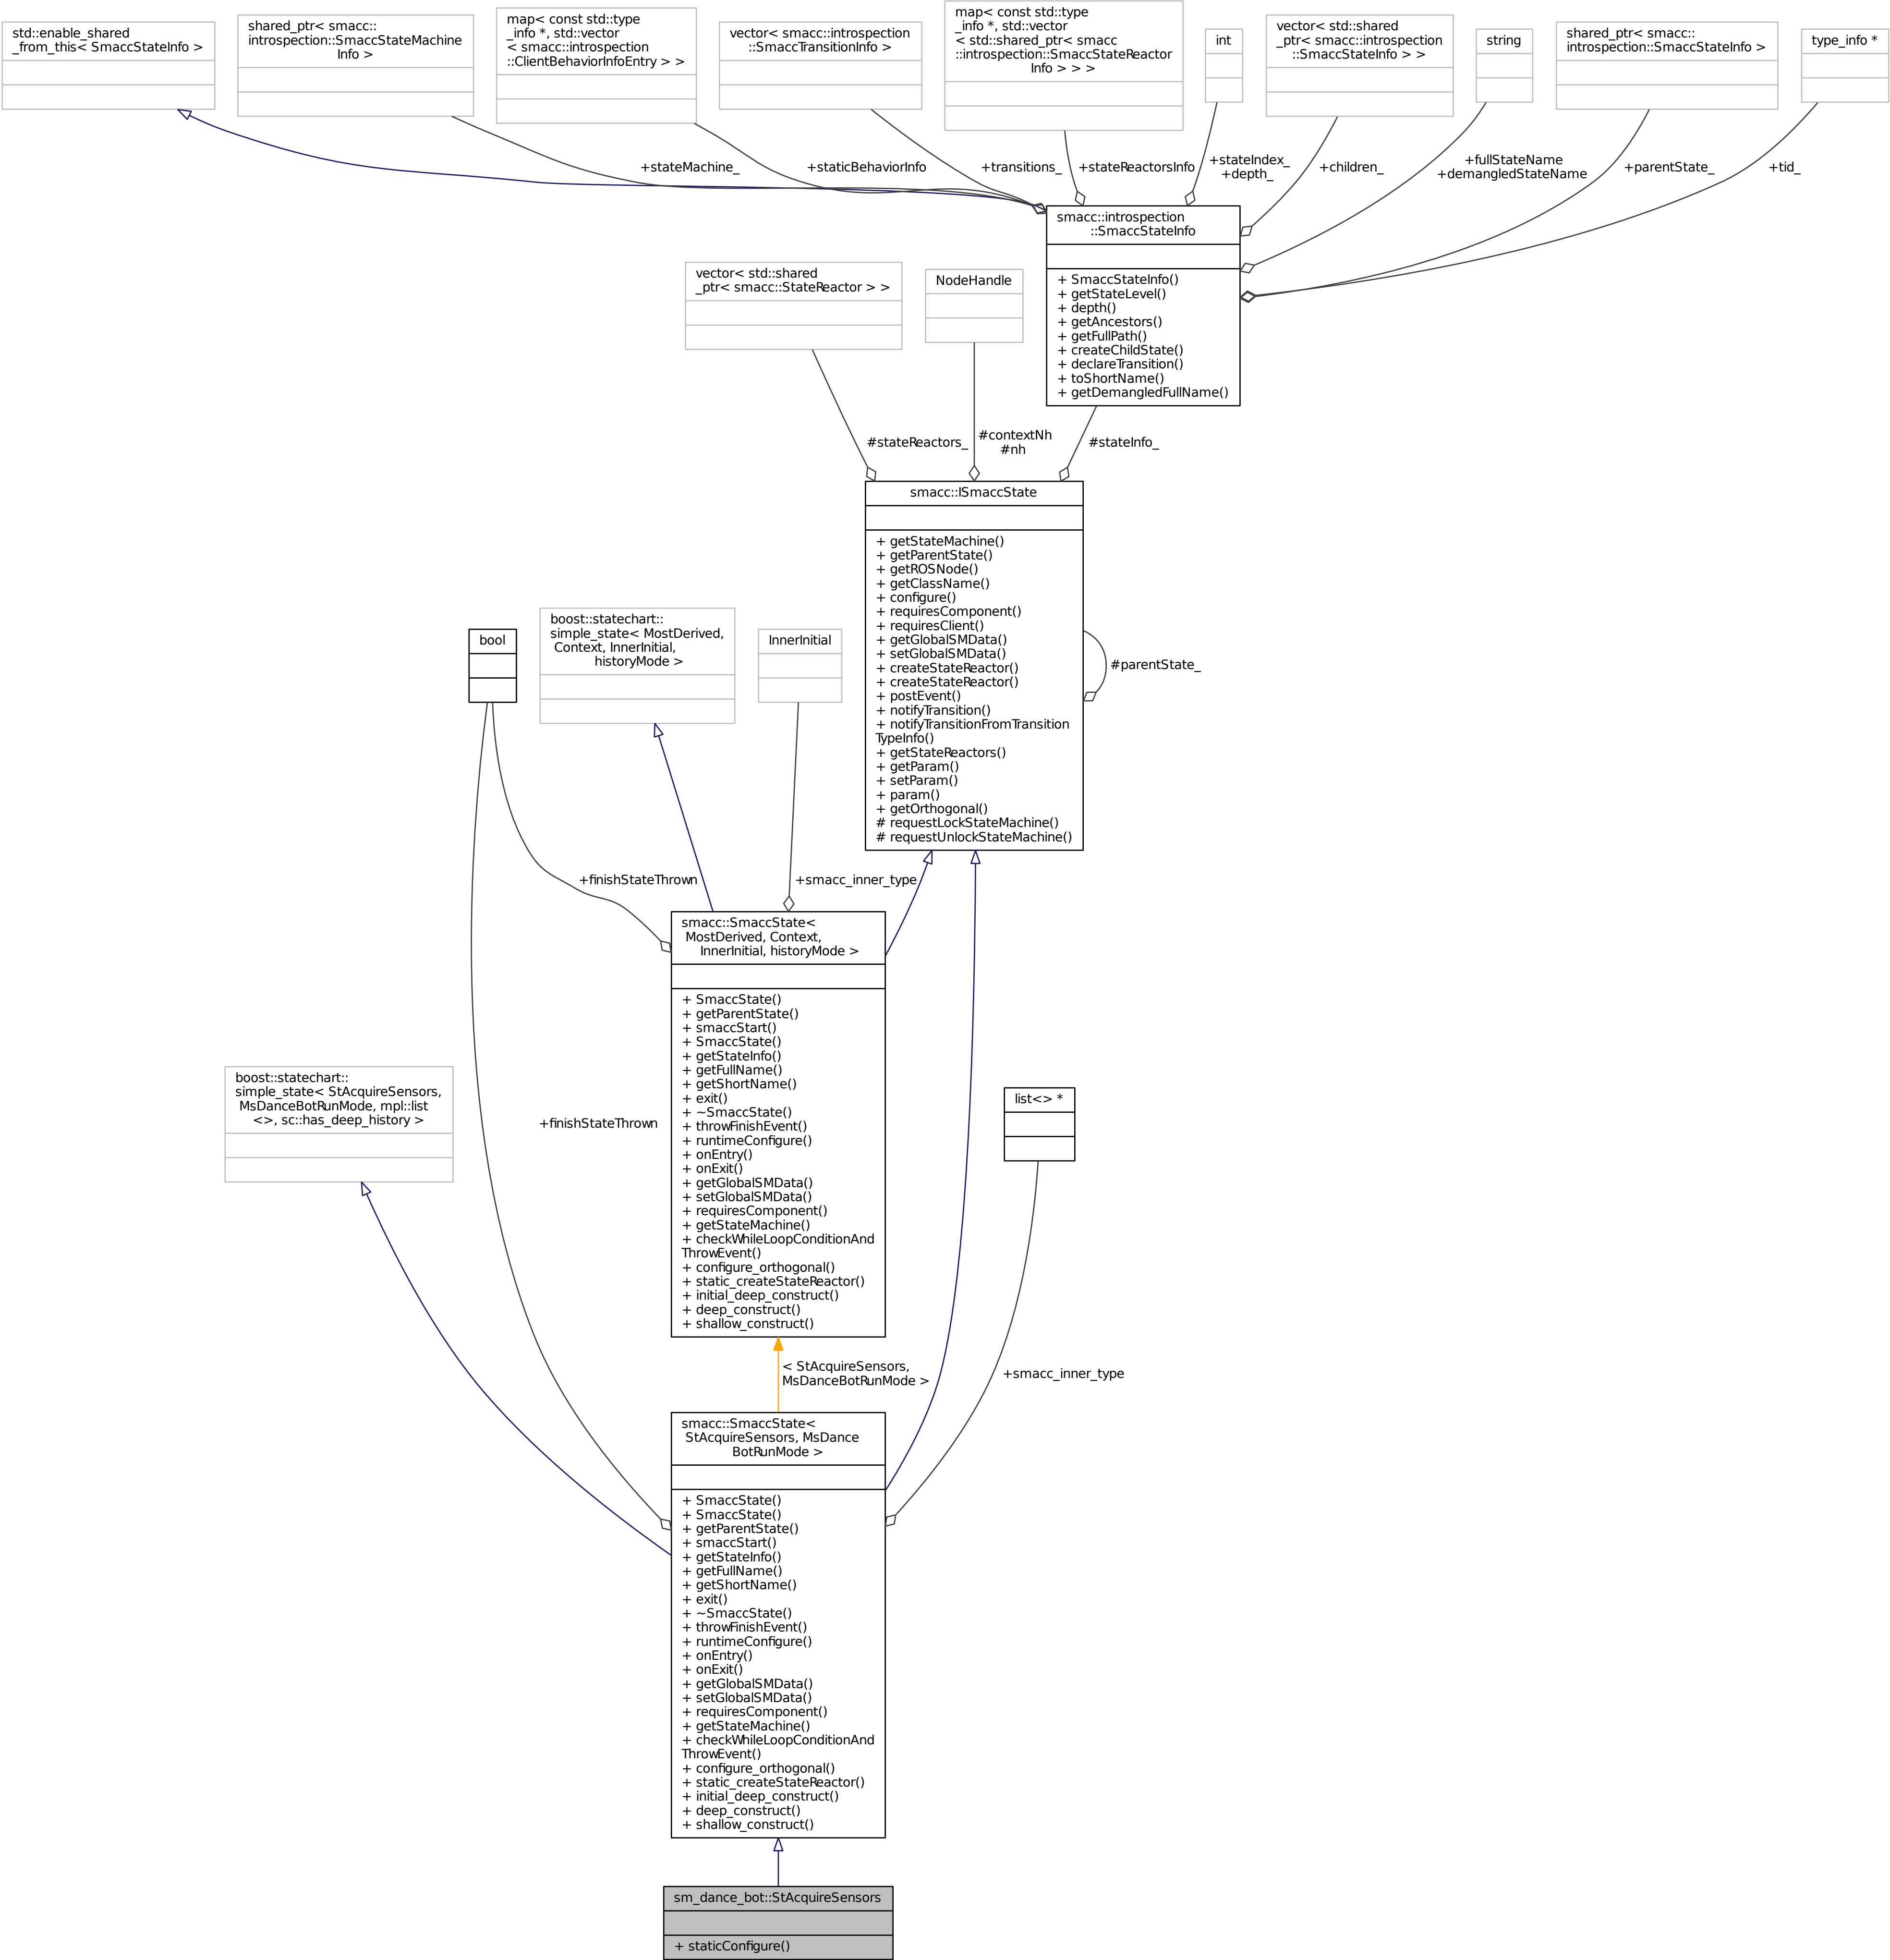 std::enable_shared
_from_this< SmaccStateInfo >
shared_ptr< smacc::
introspection::SmaccStateMachine
Info >
map< const std::type
_info *, std::vector
< smacc::introspection
::ClientBehaviorInfoEntry > >
vector< smacc::introspection
::SmaccTransitionInfo >
map< const std::type
_info *, std::vector
< std::shared_ptr< smacc
::introspection::SmaccStateReactor
Info > > >
int
vector< std::shared
_ptr< smacc::introspection
::SmaccStateInfo > >
string
shared_ptr< smacc::
introspection::SmaccStateInfo >
type_info *
+stateMachine_
+staticBehaviorInfo
+transitions_
+stateReactorsInfo
+stateIndex_
+depth_
+children_
+fullStateName
+demangledStateName
+parentState_
+tid_
smacc::introspection
::SmaccStateInfo
+ SmaccStateInfo()
+ getStateLevel()
+ depth()
+ getAncestors()
+ getFullPath()
+ createChildState()
+ declareTransition()
+ toShortName()
+ getDemangledFullName()
vector< std::shared
_ptr< smacc::StateReactor > >
NodeHandle
#stateReactors_
#contextNh
#nh
#stateInfo_
smacc::ISmaccState
+ getStateMachine()
+ getParentState()
+ getROSNode()
+ getClassName()
+ configure()
+ requiresComponent()
+ requiresClient()
+ getGlobalSMData()
+ setGlobalSMData()
+ createStateReactor()
+ createStateReactor()
+ postEvent()
+ notifyTransition()
+ notifyTransitionFromTransition
TypeInfo()
+ getStateReactors()
+ getParam()
+ setParam()
+ param()
+ getOrthogonal()
# requestLockStateMachine()
# requestUnlockStateMachine()
#parentState_
bool
boost::statechart::
simple_state< MostDerived,
Context, InnerInitial,
historyMode >
InnerInitial
+finishStateThrown
+smacc_inner_type
smacc::SmaccState<
MostDerived, Context,
InnerInitial, historyMode >
+ SmaccState()
+ getParentState()
+ smaccStart()
+ SmaccState()
+ getStateInfo()
+ getFullName()
+ getShortName()
+ exit()
+ ~SmaccState()
+ throwFinishEvent()
+ runtimeConfigure()
+ onEntry()
+ onExit()
+ getGlobalSMData()
+ setGlobalSMData()
+ requiresComponent()
+ getStateMachine()
+ checkWhileLoopConditionAnd
ThrowEvent()
+ configure_orthogonal()
+ static_createStateReactor()
+ initial_deep_construct()
+ deep_construct()
+ shallow_construct()
boost::statechart::
simple_state< StAcquireSensors,
MsDanceBotRunMode, mpl::list
<>, sc::has_deep_history >
+finishStateThrown
list<> *
< StAcquireSensors,
MsDanceBotRunMode >
+smacc_inner_type
smacc::SmaccState<
StAcquireSensors, MsDance
BotRunMode >
+ SmaccState()
+ SmaccState()
+ getParentState()
+ smaccStart()
+ getStateInfo()
+ getFullName()
+ getShortName()
+ exit()
+ ~SmaccState()
+ throwFinishEvent()
+ runtimeConfigure()
+ onEntry()
+ onExit()
+ getGlobalSMData()
+ setGlobalSMData()
+ requiresComponent()
+ getStateMachine()
+ checkWhileLoopConditionAnd
ThrowEvent()
+ configure_orthogonal()
+ static_createStateReactor()
+ initial_deep_construct()
+ deep_construct()
+ shallow_construct()
sm_dance_bot::StAcquireSensors
+ staticConfigure()